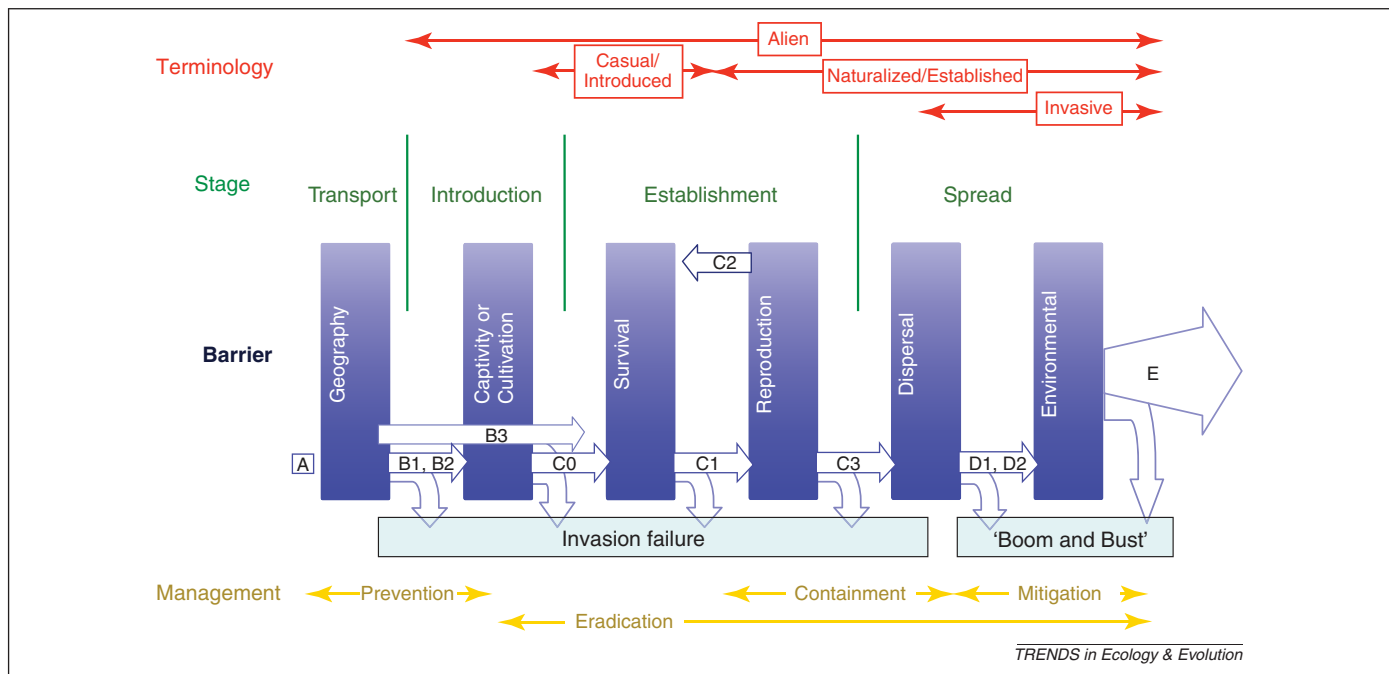 Terminology
Alien
Casual/
Introduced
Naturalized/Established
Invasive
Stage
Transport
Introduction
Establishment
Spread
Barrier
Geography
Captivity or
Cultivation
Survival
Reproduction
Dispersal
Environmental
C2
E
B3
A
B1, B2
C0
C1
C3
D1, D2
Invasion failure
'Boom and Bust'
Management
Prevention
Containment
Mitigation
Eradication
TRENDS in Ecology & Evolution